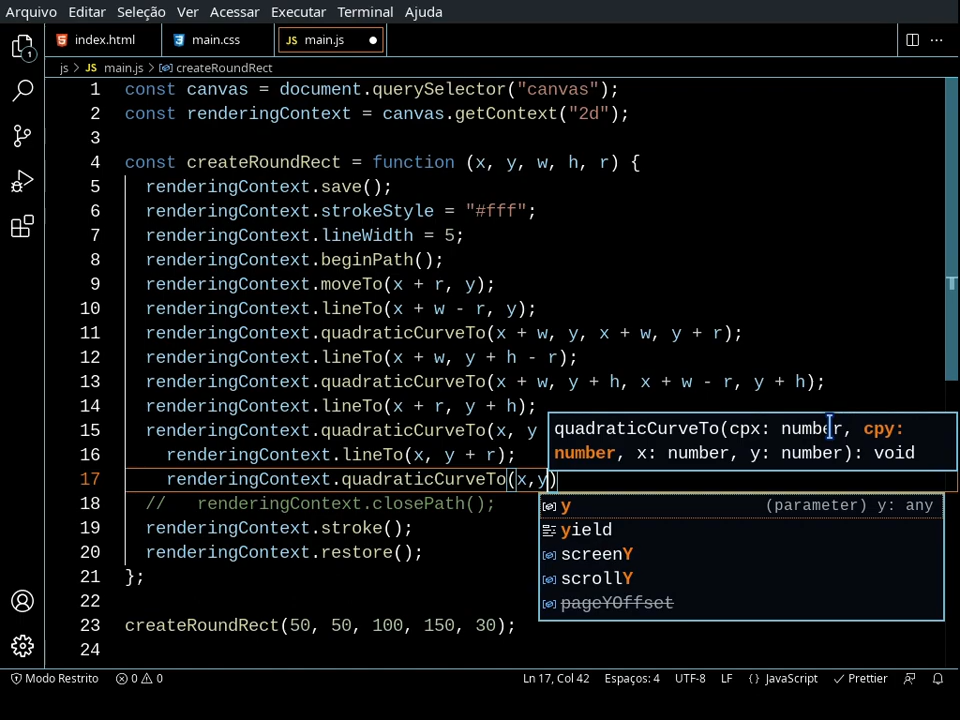 Arquivo Editar Seleção Ver Acessar Executar Terminal Ajuda
index.html main.css JS main.js
js > JS main.js > createRoundRect
1 const canvas = document.querySelector("canvas");
2 const renderingContext = canvas.getContext("2d");
3
4 const createRoundRect = function (x, y, w, h, r) {
5 renderingContext.save();
6 renderingContext.strokeStyle = "#fff";
7 renderingContext.lineWidth = 5;
8 renderingContext.beginPath();
9 renderingContext.moveTo(x + r, y);
10 renderingContext.lineTo(x + w - r, y);
11 renderingContext.quadraticCurveTo(x + w, y, x + w, y + r);
12 renderingContext.lineTo(x + w, y + h - r);
13 renderingContext.quadraticCurveTo(x + w, y + h, x + w - r, y + h);
14 renderingContext.lineTo(x + r, y + h);
15 renderingContext.quadraticCurveTo(x, y
quadraticCurveTo(cpx: number, cpy:
number, x: number, y: number): void
16 renderingContext.lineTo(x, y + r);
17 renderingContext.quadraticCurveTo(x,y)
y (parameter) y: any
yield
screenY
scrollY
pageYOffset
18 // renderingContext.closePath();
19 renderingContext.stroke();
20 renderingContext.restore();
21 };
22
23 createRoundRect(50, 50, 100, 150, 30);
24
Modo Restrito 0 0 Ln 17, Col 42 Espaços: 4 UTF-8 LF {} JavaScript Prettier